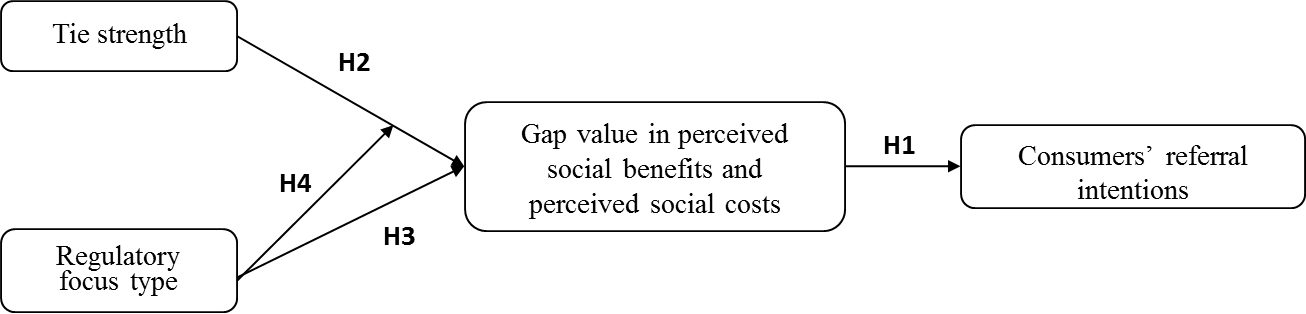 Tie strength
H2
Gap value in perceived
social benefits and
perceived social costs
H1
Consumers’ referral
intentions
H4
H3
Regulatory
focus type